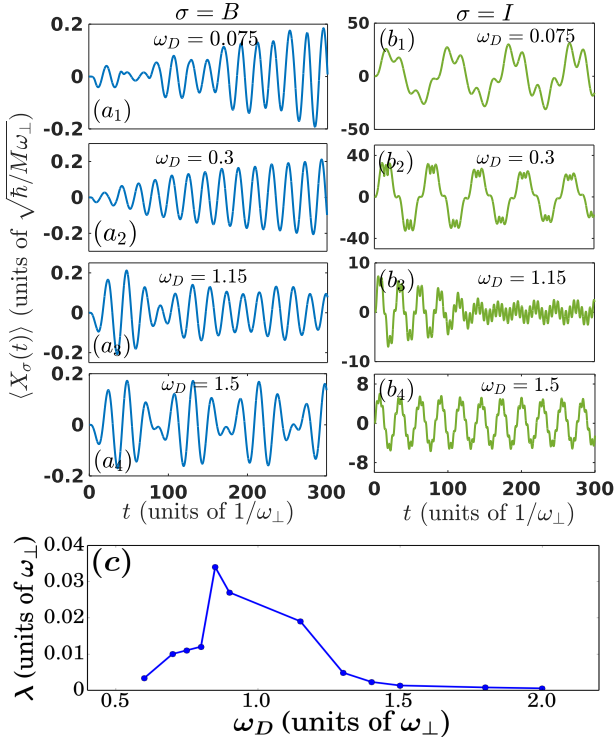 σ = B
σ = I
⟨X_σ(t)⟩ (units of √ħ/Mω_⊥)
0.2
0
-0.2
ω_D = 0.075
(a_1)
50
0
-50
ω_D = 0.075
(b_1)
0.2
0
-0.2
ω_D = 0.3
(a_2)
40
0
-40
ω_D = 0.3
(b_2)
0.2
0
-0.2
ω_D = 1.15
(a_3)
10
0
-10
ω_D = 1.15
(b_3)
0.2
0
-0.2
ω_D = 1.5
(a_4)
8
0
-8
ω_D = 1.5
(b_4)
0 100 200 300
0 100 200 300
t (units of 1/ω_⊥)
t (units of 1/ω_⊥)
(c)
λ (units of ω_⊥)
0.04
0.03
0.02
0.01
0
0.5 1.0 1.5 2.0
ω_D (units of ω_⊥)